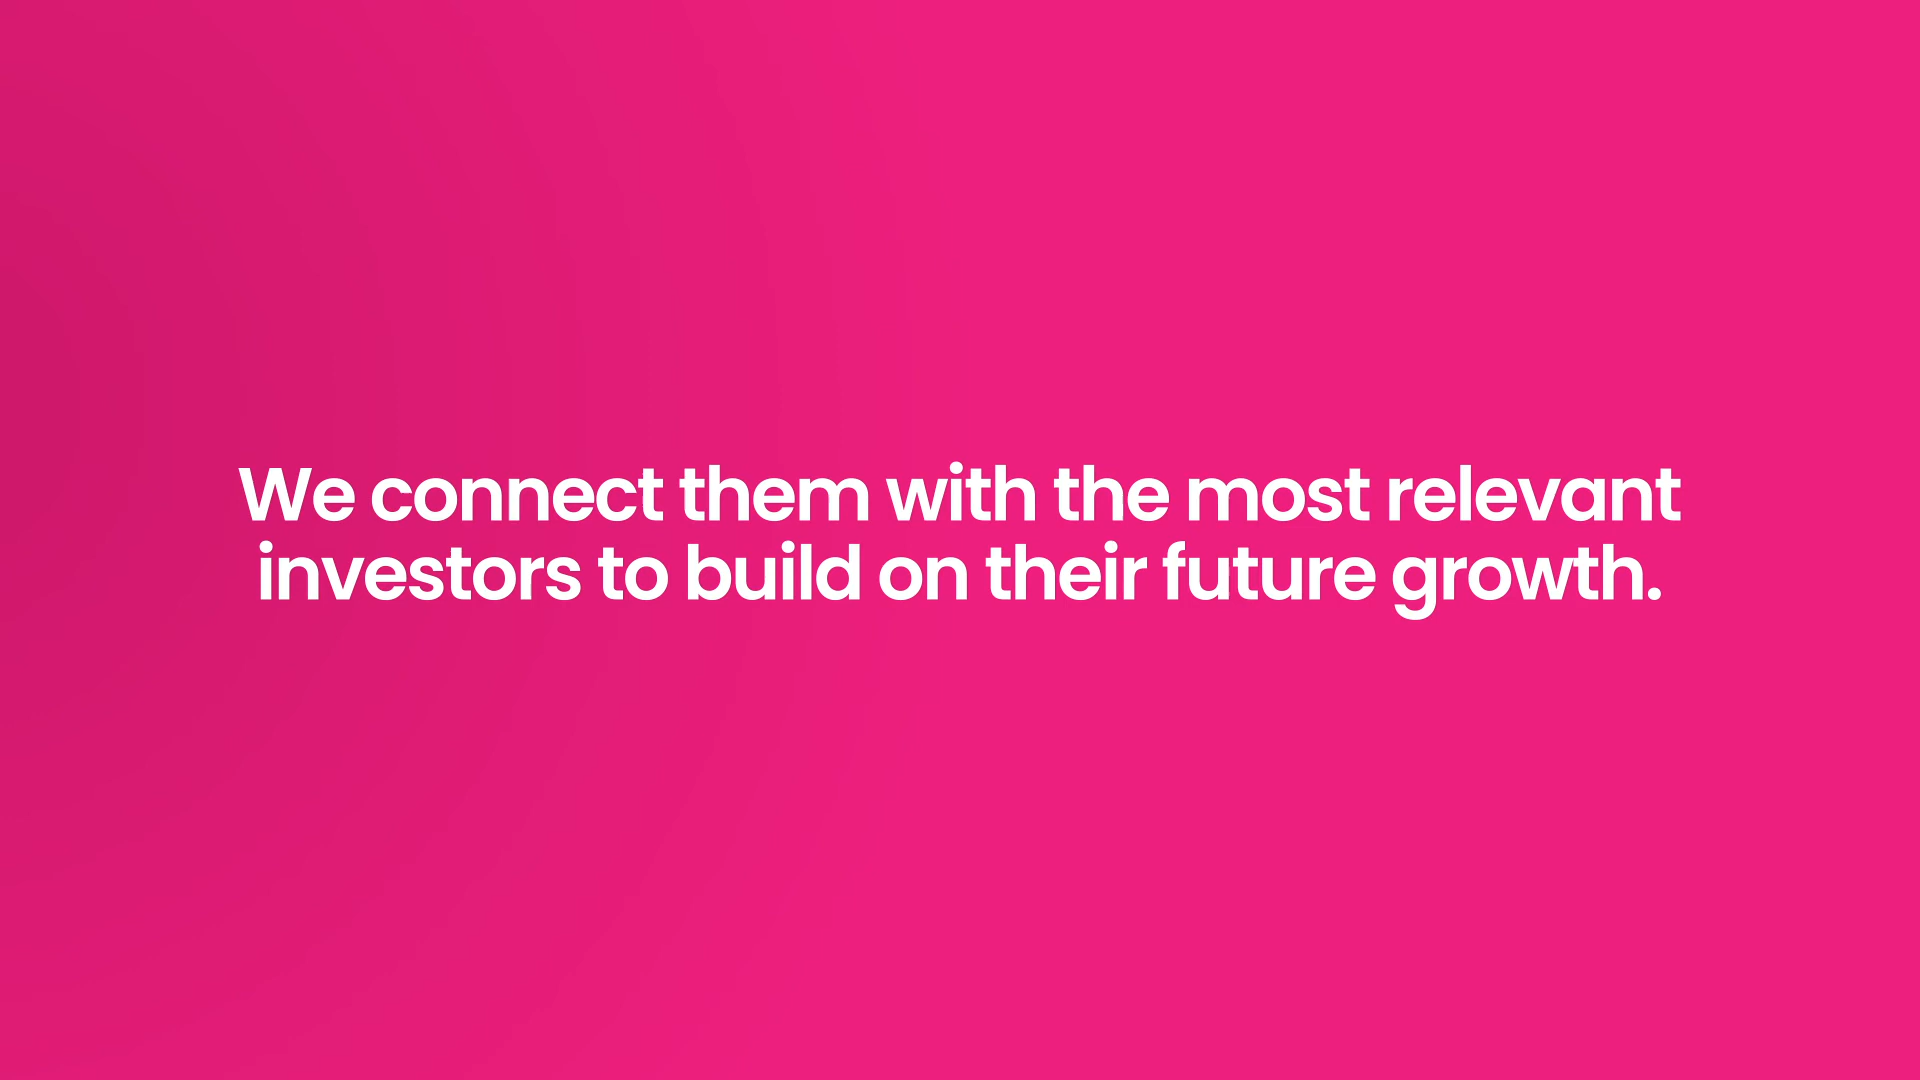 We connect them with the most relevant
investors to build on their future growth.